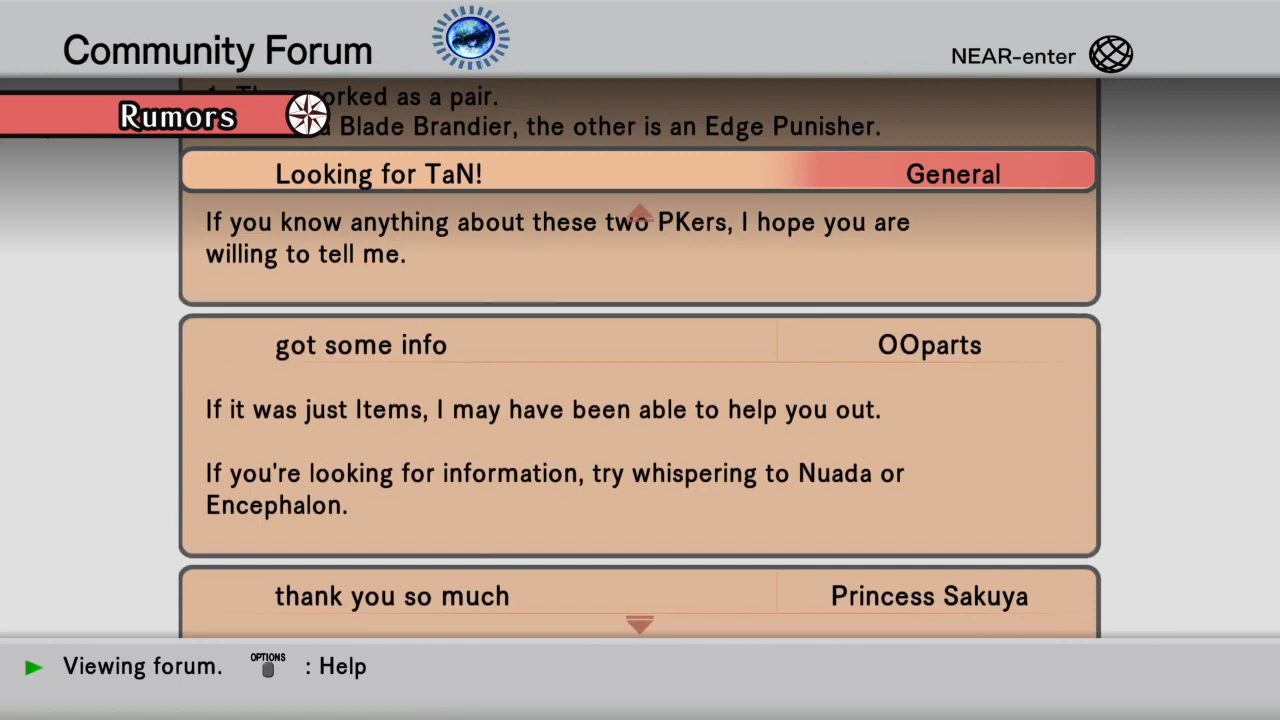 Community Forum
NEAR-enter
orked as a pair.
Rumors
a Blade Brandier, the other is an Edge Punisher.
Looking for TaN!
General
If you know anything about these two PKers, I hope you are
willing to tell me.
got some info
OOparts
If it was just Items, I may have been able to help you out.
If you're looking for information, try whispering to Nuada or
Encephalon.
thank you so much
Princess Sakuya
Viewing forum.
OPTIONS
: Help